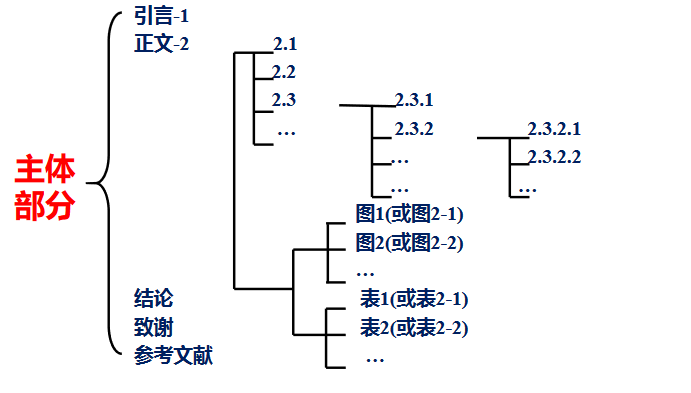 主体
部分
引言-1
正文-2
2.1
2.2
2.3
…
2.3.1
2.3.2
…
…
2.3.2.1
2.3.2.2
…
图1(或图2-1)
图2(或图2-2)
…
表1(或表2-1)
表2(或表2-2)
…
结论
致谢
参考文献